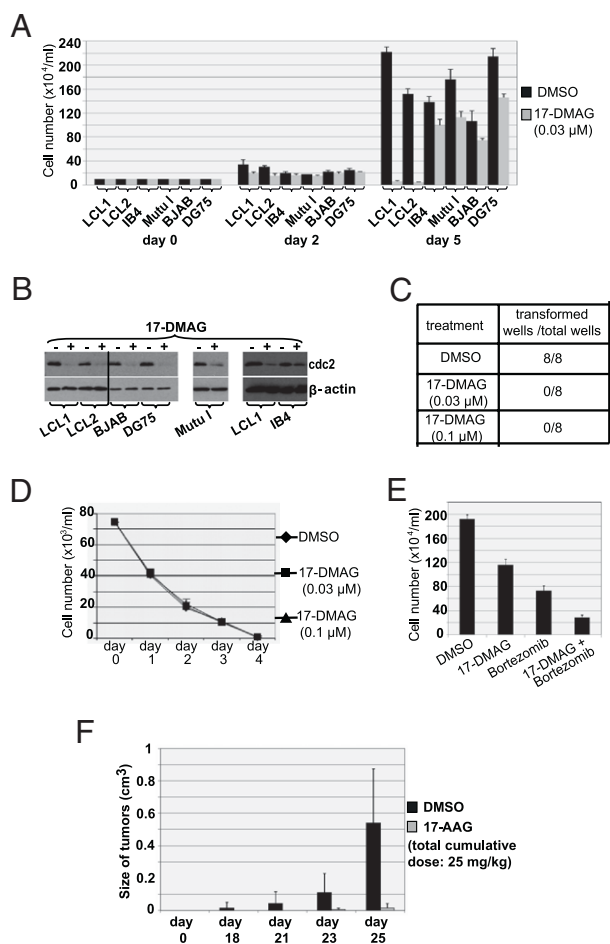 A
Cell number (x10⁴/ml)
240
200
160
120
80
40
0
LCL1 LCL2 IB4 Mutu I BJAB DG75
LCL1 LCL2 IB4 Mutu I BJAB DG75
LCL1 LCL2 IB4 Mutu I BJAB DG75
day 0 day 2 day 5
DMSO
17-DMAG
(0.03 µM)
B
17-DMAG
- + - + - + - + - + - + - +
cdc2
β-actin
LCL1 LCL2 BJAB DG75 Mutu I LCL1 IB4
C
treatment transformed
wells /total wells
DMSO 8/8
17-DMAG
(0.03 µM) 0/8
17-DMAG
(0.1 µM) 0/8
D
Cell number (x10³/ml)
80
60
40
20
0
day day day day day
0 1 2 3 4
DMSO
17-DMAG
(0.03 µM)
17-DMAG
(0.1 µM)
E
Cell number (x10⁴/ml)
200
160
120
80
40
0
DMSO 17-DMAG Bortezomib 17-DMAG +
Bortezomib
F
Size of tumors (cm³)
1
0.8
0.6
0.4
0.2
0
day day day day day
0 18 21 23 25
DMSO
17-AAG
(total cumulative
dose: 25 mg/kg)